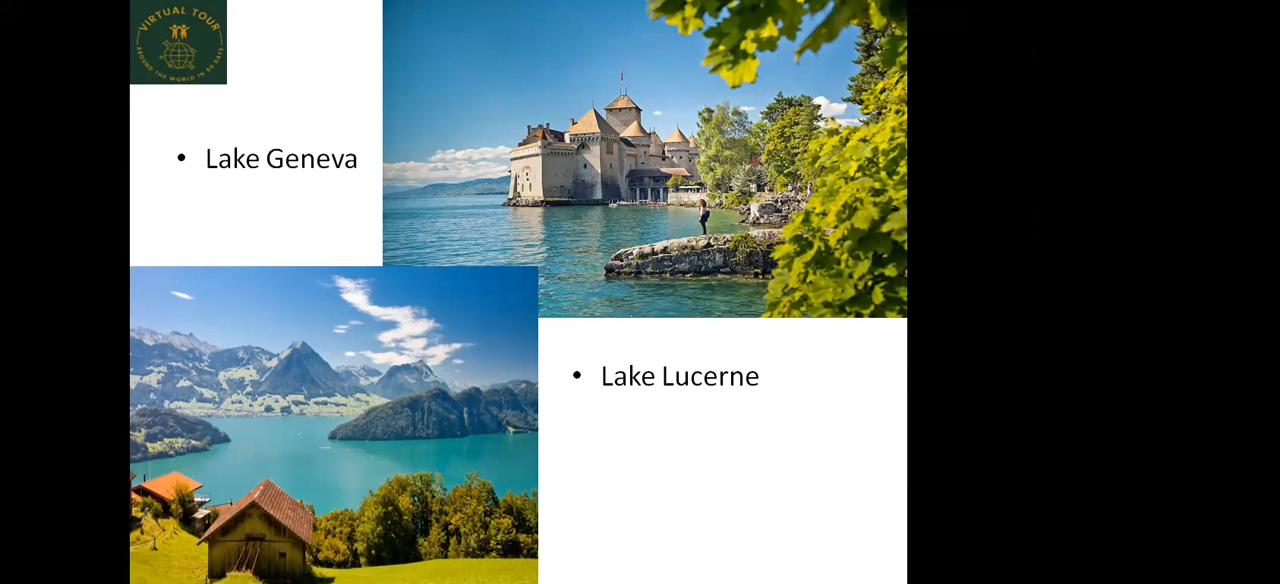 VIRTUAL TOUR
AROUND THE WORLD IN 80 DAYS
• Lake Geneva
• Lake Lucerne